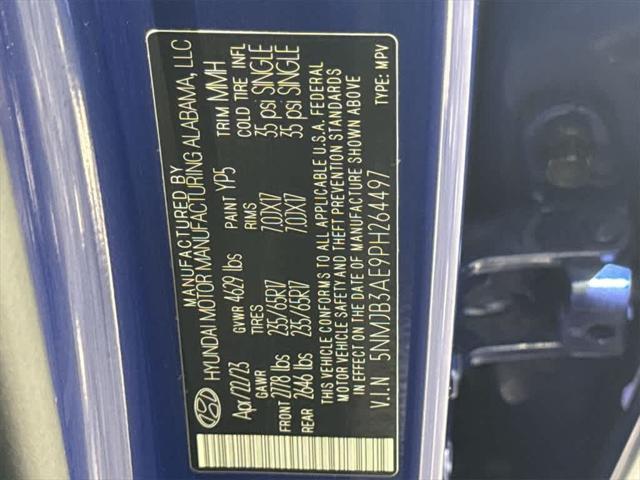 MANUFACTURED BY
HYUNDAI MOTOR MANUFACTURING ALABAMA, LLC
Apr/22/23 GVWR 4629 lbs PAINT YP5 TRIM MMH
GAWR TIRES RIMS COLD TIRE INFL
FRONT 2778 lbs 235/65R17 7.0JX17 35 psi SINGLE
REAR 2646 lbs 235/65R17 7.0JX17 35 psi SINGLE
THIS VEHICLE CONFORMS TO ALL APPLICABLE U.S.A. FEDERAL
MOTOR VEHICLE SAFETY AND THEFT PREVENTION STANDARDS
IN EFFECT ON THE DATE OF MANUFACTURE SHOWN ABOVE
V.I.N 5NMJB3AE9PH264497 TYPE: MPV